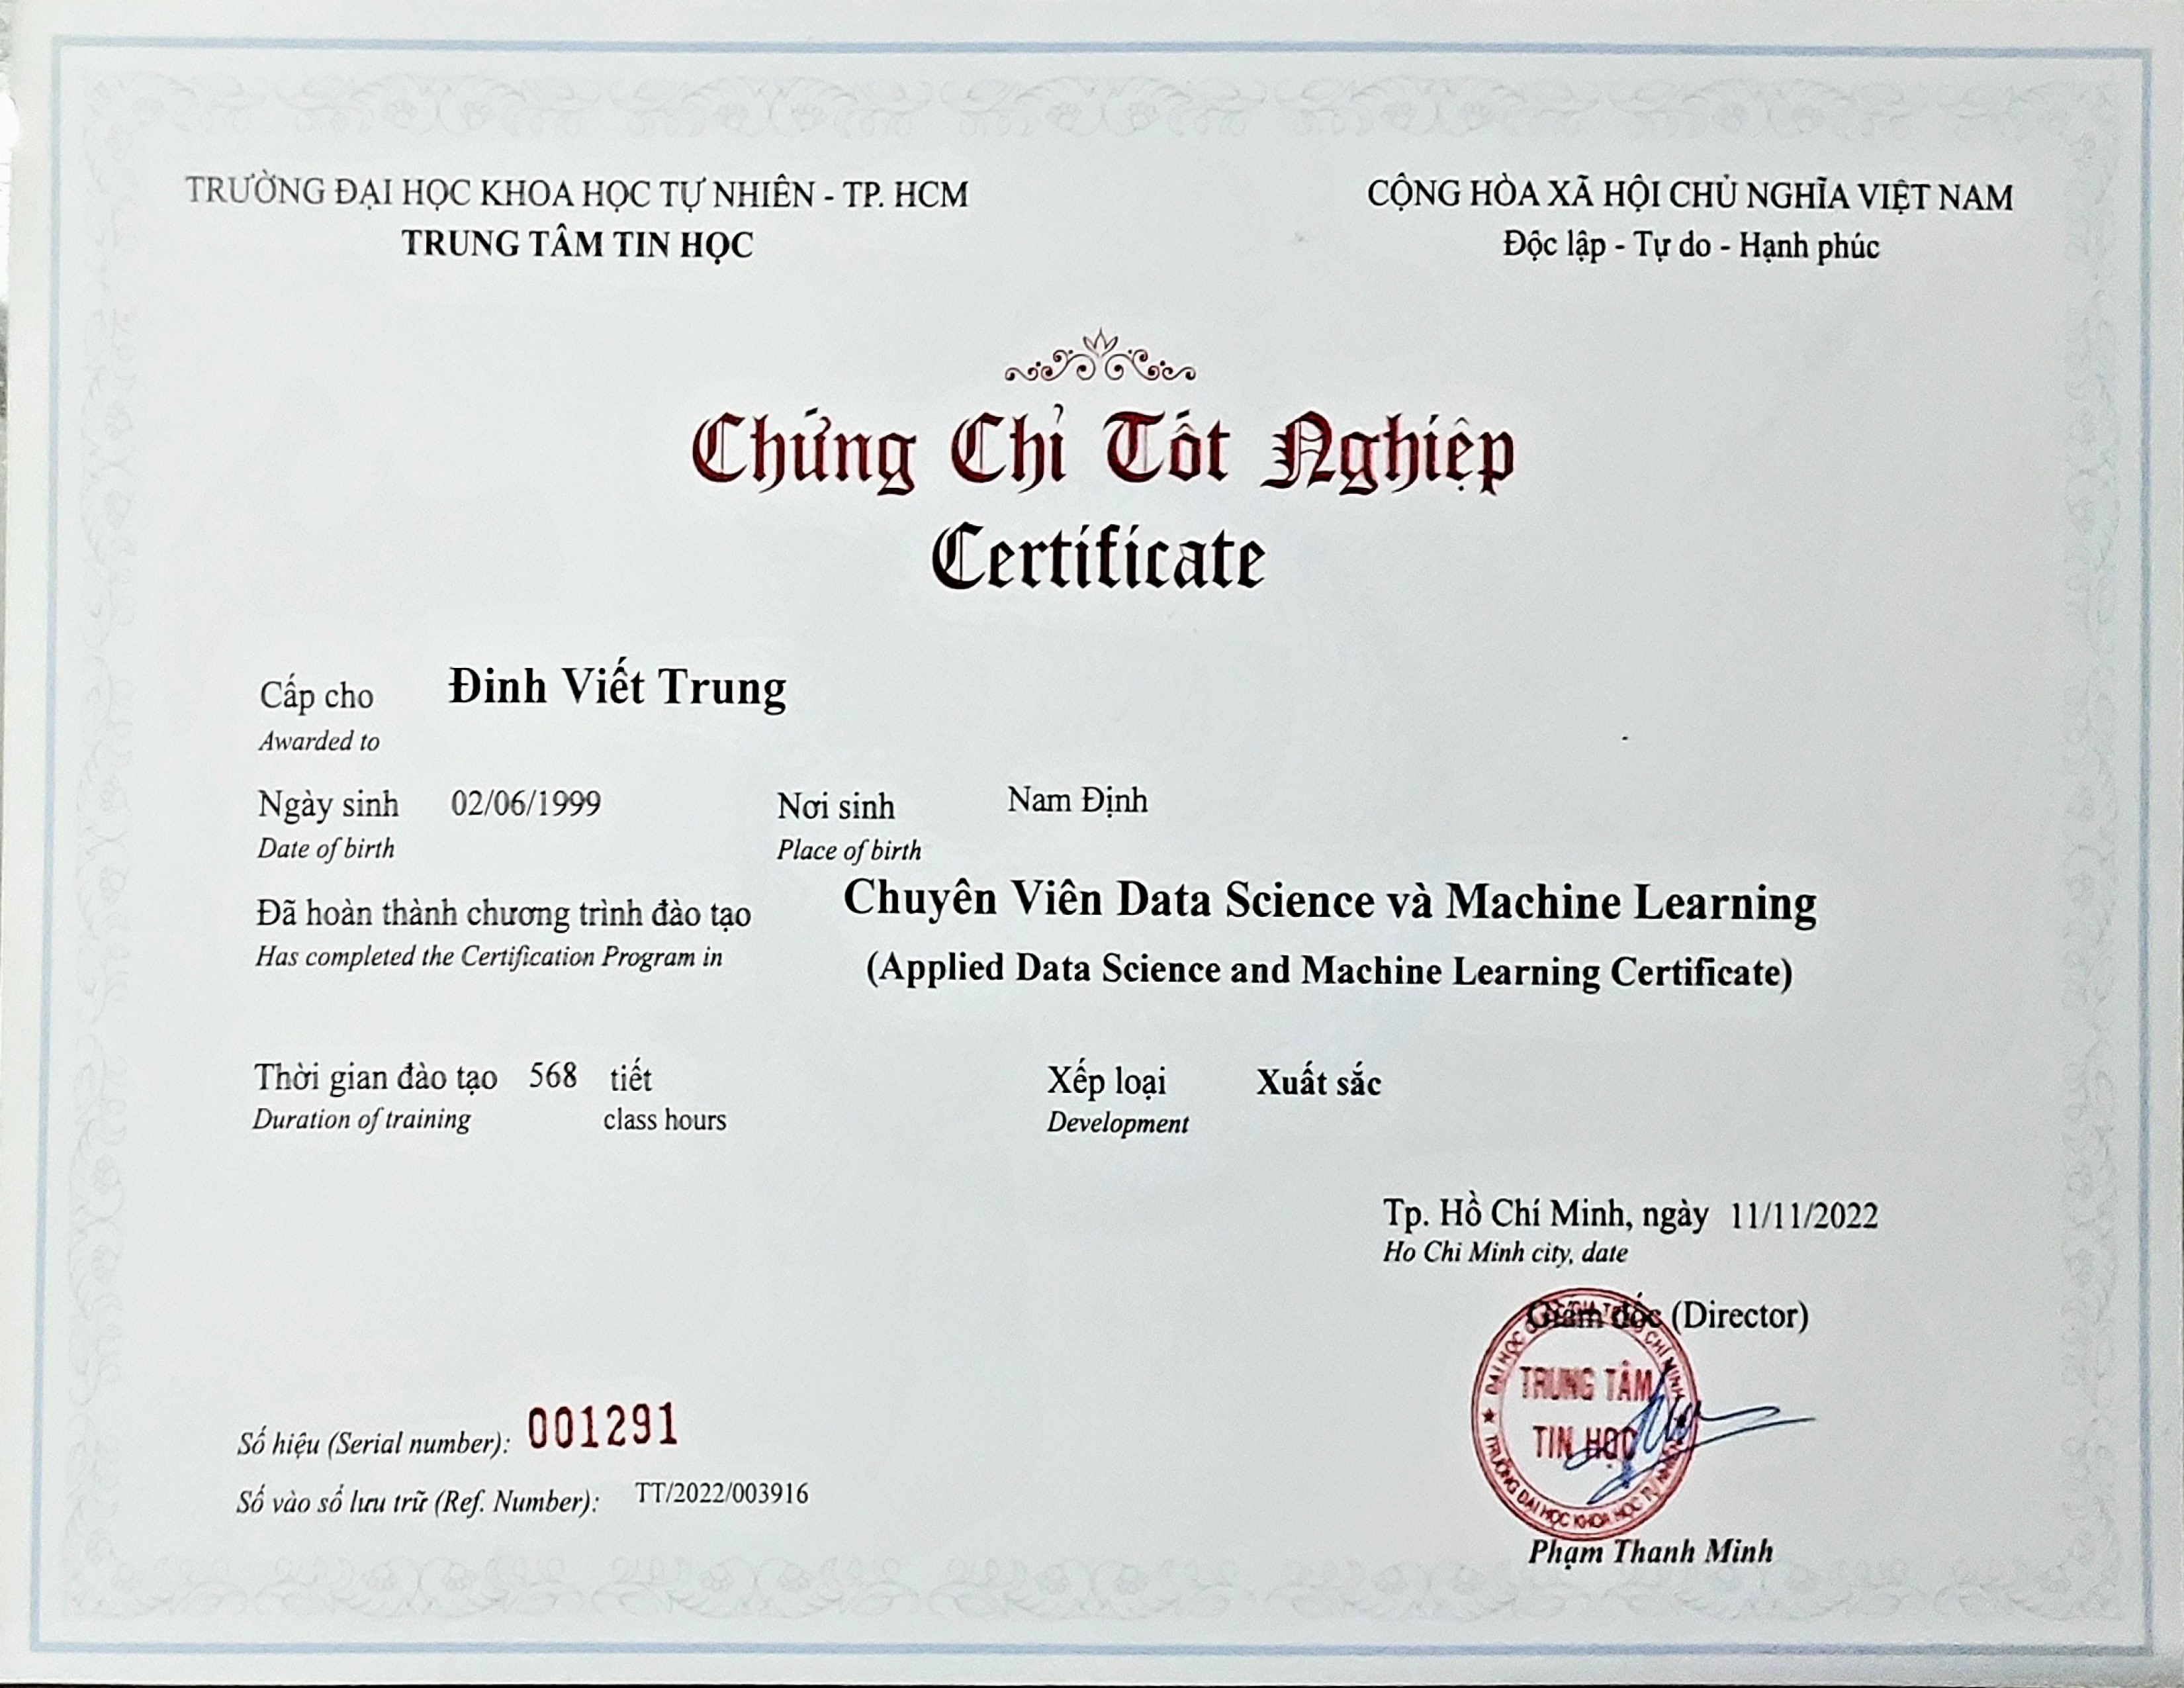 TRƯỜNG ĐẠI HỌC KHOA HỌC TỰ NHIÊN - TP. HCM
TRUNG TÂM TIN HỌC
CỘNG HÒA XÃ HỘI CHỦ NGHĨA VIỆT NAM
Độc lập - Tự do - Hạnh phúc
Chứng Chỉ Tốt Nghiệp
Certificate
Cấp cho Đinh Viết Trung
Awarded to
Ngày sinh 02/06/1999 Nơi sinh Nam Định
Date of birth Place of birth
Đã hoàn thành chương trình đào tạo Chuyên Viên Data Science và Machine Learning
Has completed the Certification Program in (Applied Data Science and Machine Learning Certificate)
Thời gian đào tạo 568 tiết Xếp loại Xuất sắc
Duration of training class hours Development
Tp. Hồ Chí Minh, ngày 11/11/2022
Ho Chi Minh city, date
Giám đốc (Director)
TRUNG TÂM
TIN HỌC
TRƯỜNG ĐẠI HỌC KHOA HỌC TỰ NHIÊN
Phạm Thanh Minh
Số hiệu (Serial number): 001291
Số vào sổ lưu trữ (Ref. Number): TT/2022/003916